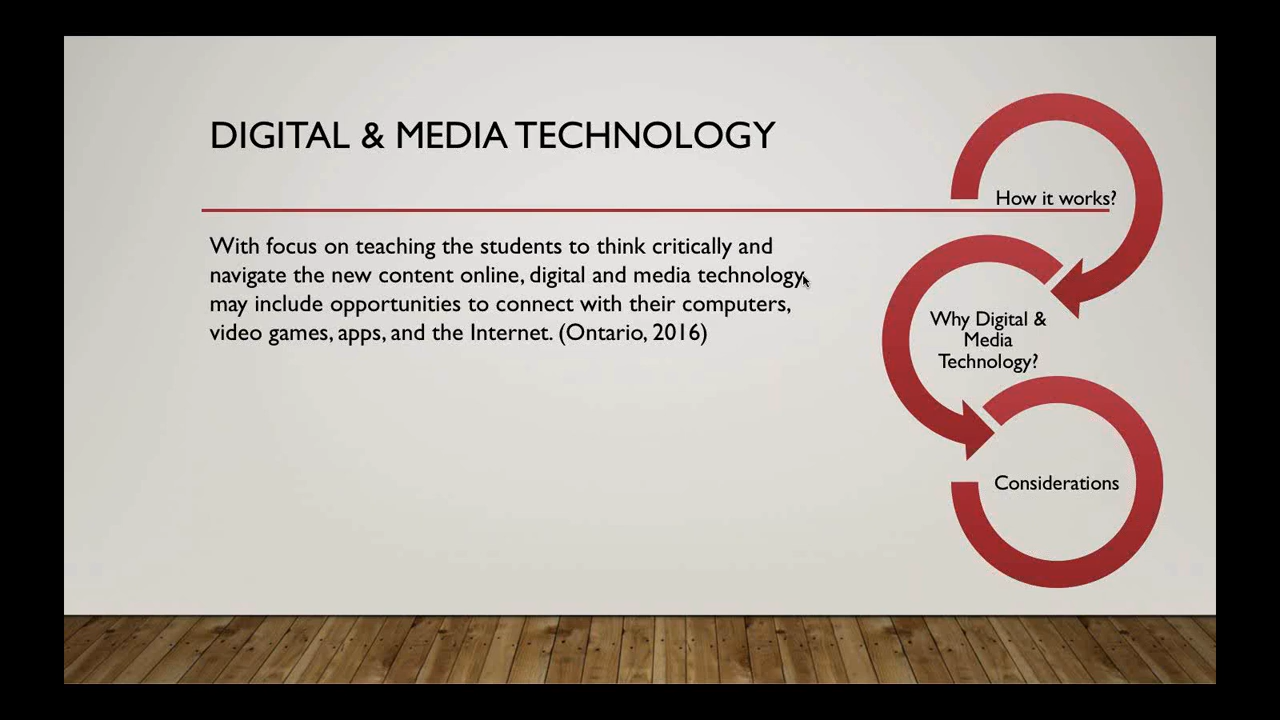 DIGITAL & MEDIA TECHNOLOGY
With focus on teaching the students to think critically and
navigate the new content online, digital and media technology
may include opportunities to connect with their computers,
video games, apps, and the Internet. (Ontario, 2016)
How it works?
Why Digital &
Media
Technology?
Considerations